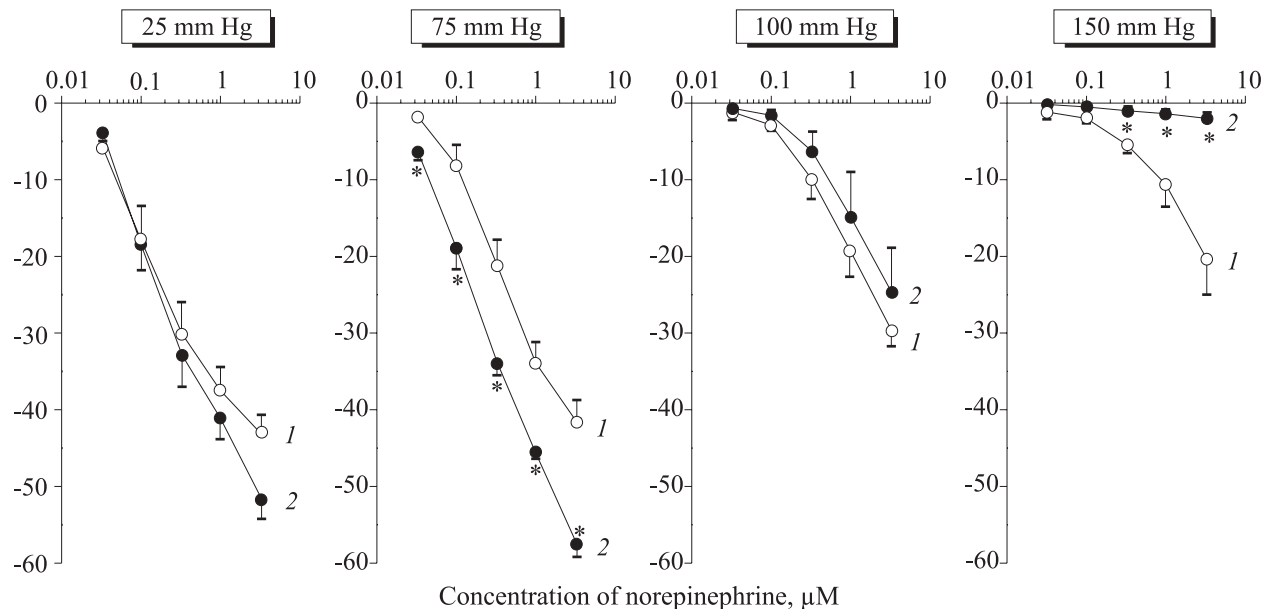 25 mm Hg 75 mm Hg 100 mm Hg 150 mm Hg
0.01 0.1 1 10 0.01 0.1 1 10 0.01 0.1 1 10 0.01 0.1 1 10
0 0 0 0
* * * 2
-10 * -10 -10 -10
-20 * -20 -20 -20
1
2
-30 -30 -30 1 -30
*
-40 -40 -40 -40
1 1
*
-50 2 -50 -50 -50
*
2
-60 -60 -60 -60
Concentration of norepinephrine, μM